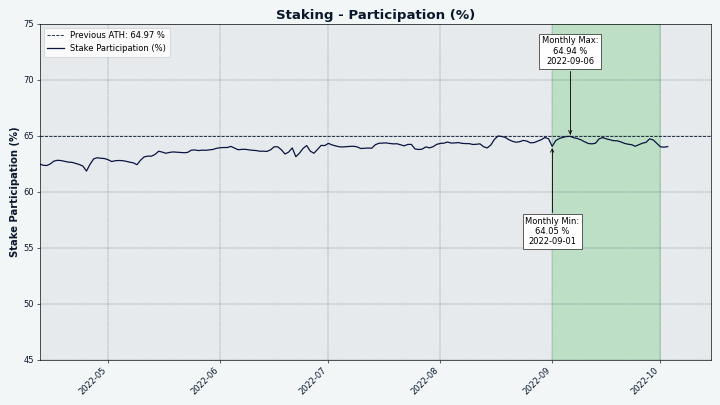 Staking - Participation (%)
Previous ATH: 64.97 %
Stake Participation (%)
Monthly Max:
64.94 %
2022-09-06
Monthly Min:
64.05 %
2022-09-01
Stake Participation (%)
75
70
65
60
55
50
45
2022-05
2022-06
2022-07
2022-08
2022-09
2022-10